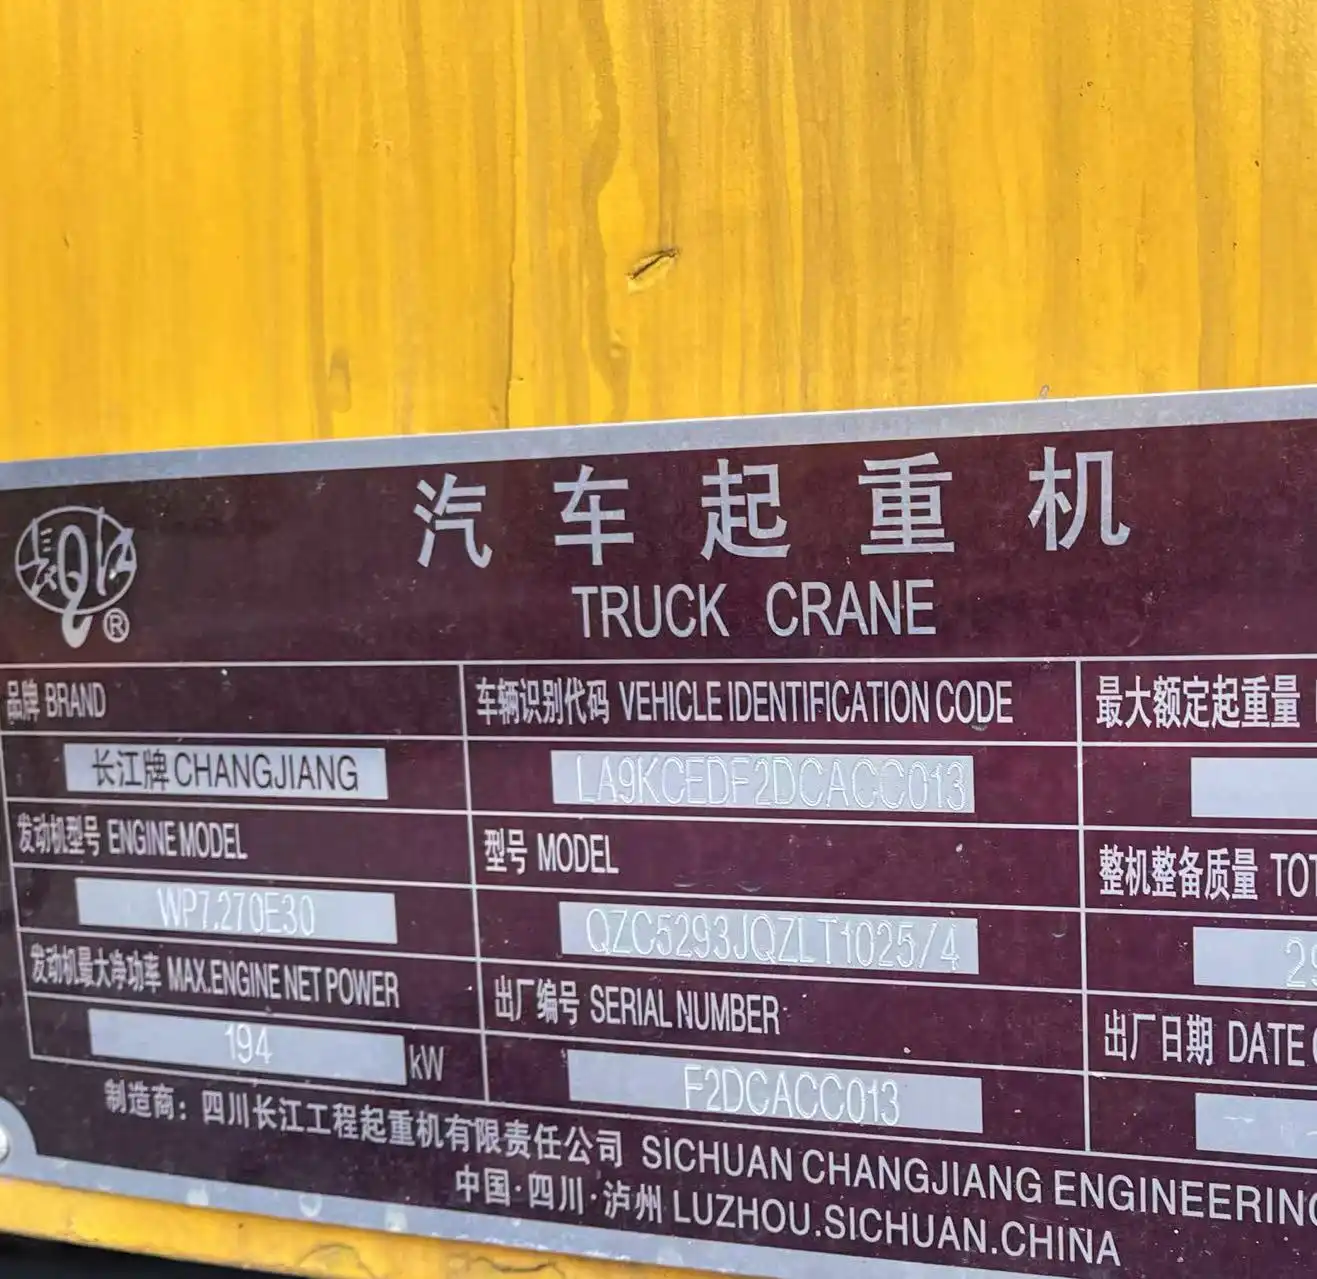 汽车起重机
TRUCK CRANE
長江
®
品牌 BRAND
车辆识别代码 VEHICLE IDENTIFICATION CODE
最大额定起重量
长江牌 CHANGJIANG
LA9KCEDF2DCACC013
发动机型号 ENGINE MODEL
型号 MODEL
整机整备质量 TOT
WP7.270E30
QZC5293JQZLT1025/4
29
发动机最大净功率 MAX.ENGINE NET POWER
出厂编号 SERIAL NUMBER
出厂日期 DATE
194 kW
F2DCACC013
制造商：四川长江工程起重机有限责任公司 SICHUAN CHANGJIANG ENGINEERING
中国·四川·泸州 LUZHOU.SICHUAN.CHINA